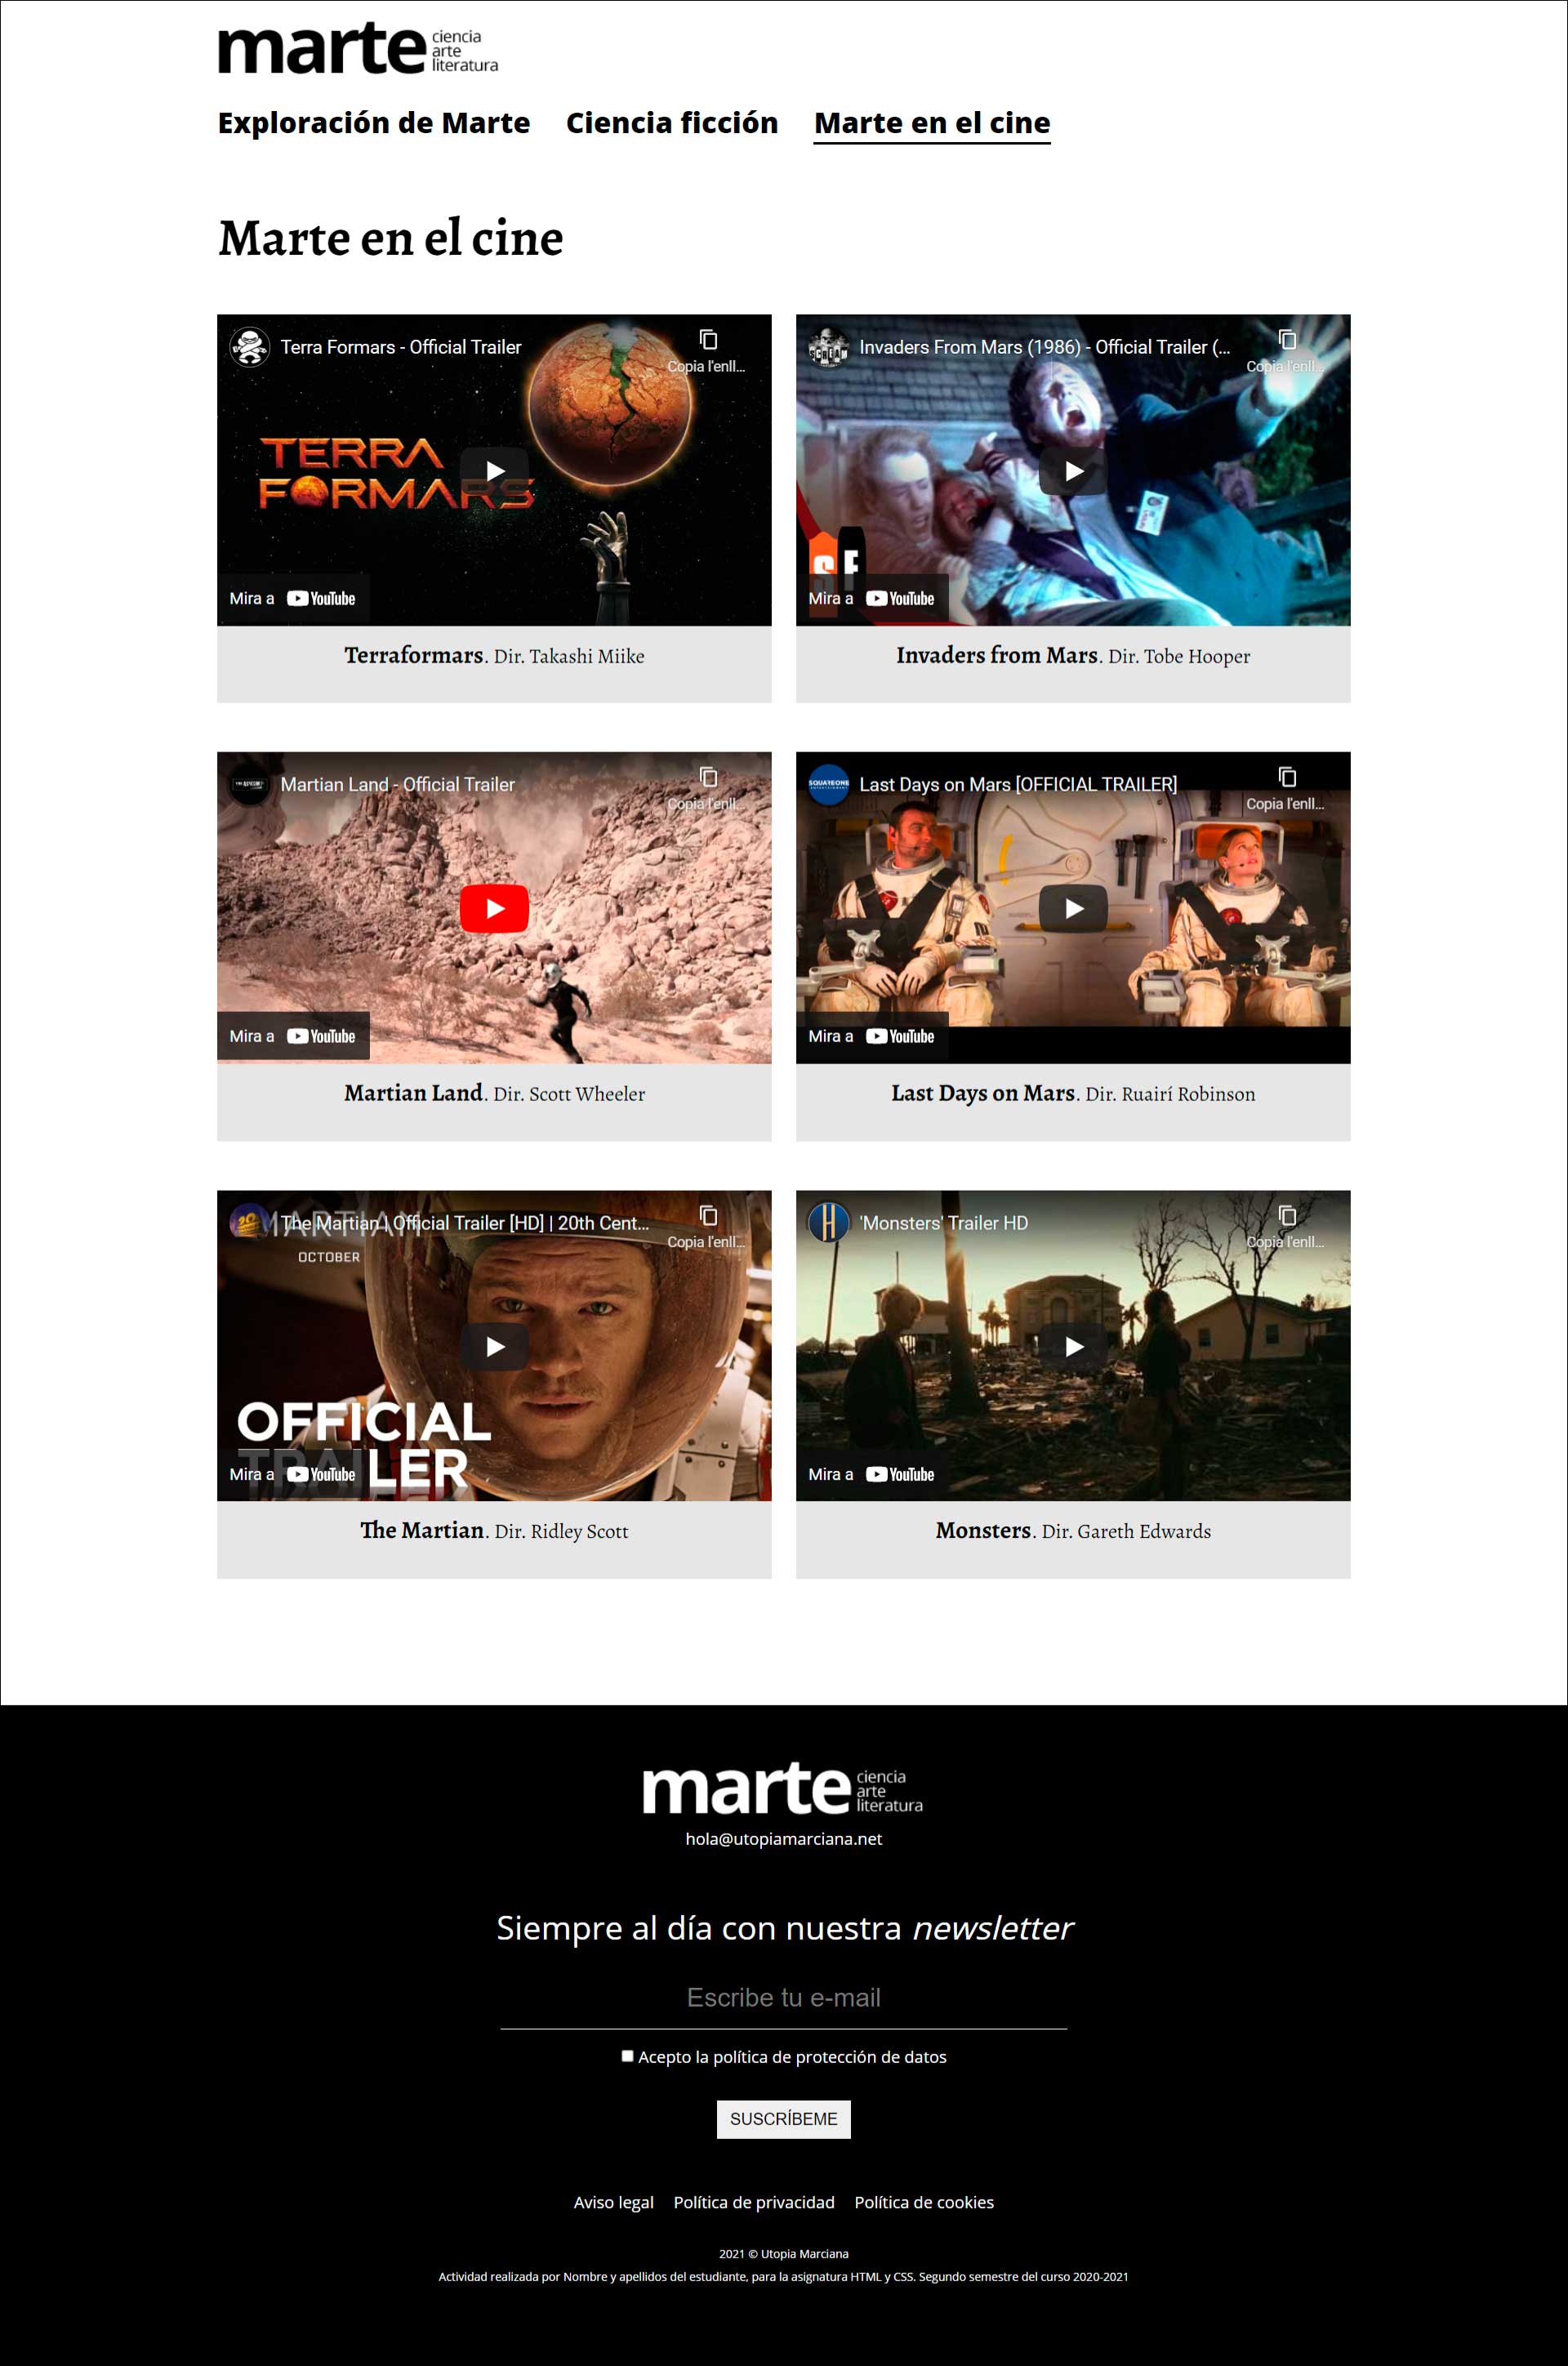 marte
ciencia
arte
literatura
Exploración de Marte Ciencia ficción Marte en el cine
Marte en el cine
Terra Formars - Official Trailer
Copia l'enll...
TERRA
FORMARS
Mira a YouTube
Terraformars. Dir. Takashi Miike
Invaders From Mars (1986) - Official Trailer (...
SCREAM
Copia l'enll...
S F
Mira a YouTube
Invaders from Mars. Dir. Tobe Hooper
Martian Land - Official Trailer
Copia l'enll...
Mira a YouTube
Martian Land. Dir. Scott Wheeler
SQUAREONE
ENTERTAINMENT
Last Days on Mars [OFFICIAL TRAILER]
Copia l'enll...
Mira a YouTube
Last Days on Mars. Dir. Ruairí Robinson
MARTIAN
The Martian | Official Trailer [HD] | 20th Cent...
Copia l'enll...
OCTOBER
OFFICIAL
TRAILER
Mira a YouTube
The Martian. Dir. Ridley Scott
'Monsters' Trailer HD
Copia l'enll...
Mira a YouTube
Monsters. Dir. Gareth Edwards
marte
ciencia
arte
literatura
hola@utopiamarciana.net
Siempre al día con nuestra newsletter
Escribe tu e-mail
Acepto la política de protección de datos
SUSCRÍBEME
Aviso legal Política de privacidad Política de cookies
2021 © Utopia Marciana
Actividad realizada por Nombre y apellidos del estudiante, para la asignatura HTML y CSS. Segundo semestre del curso 2020-2021